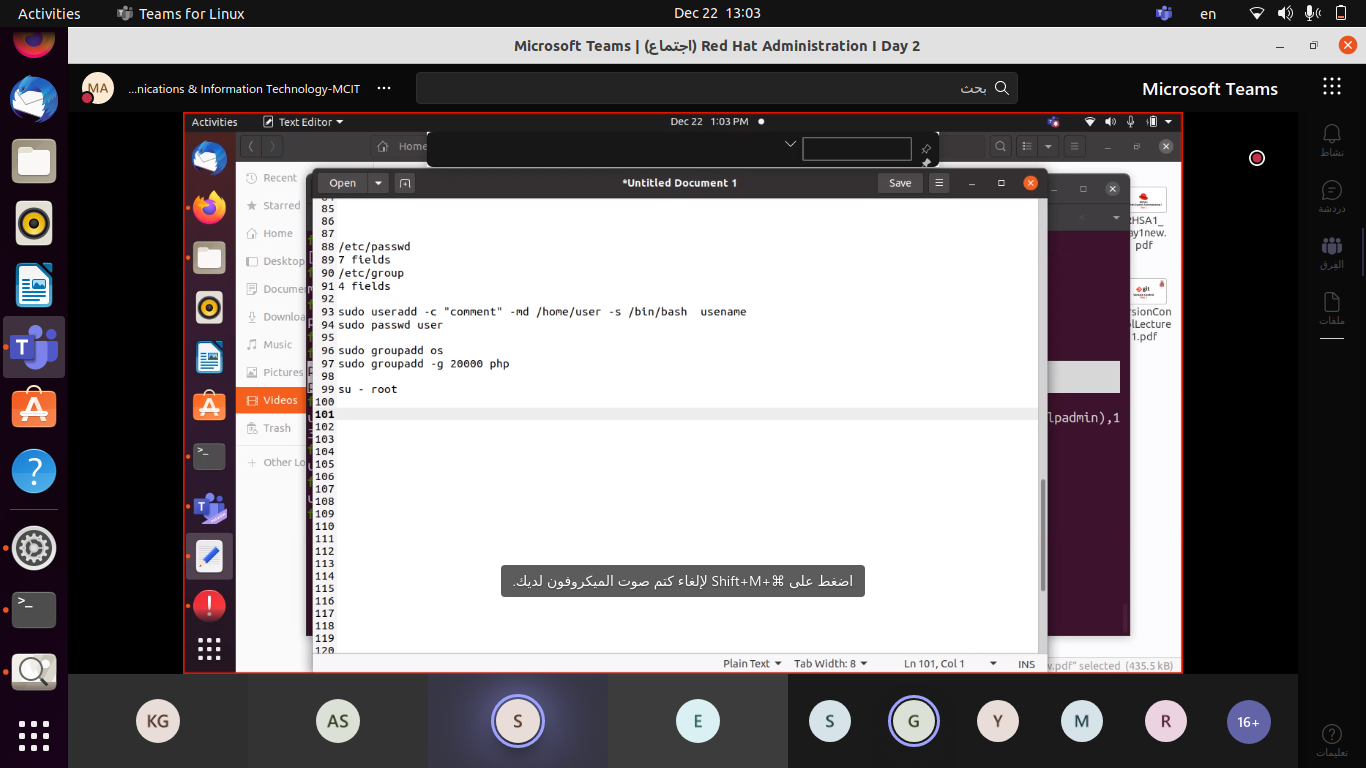 Activities
Teams for Linux
Dec 22 13:03
en
Microsoft Teams | (اجتماع) Red Hat Administration I Day 2
MA
...nications & Information Technology-MCIT
بحث
Microsoft Teams
Activities
Text Editor
Dec 22 1:03 PM
Home
Recent
Starred
Home
Desktop
Music
Pictures
Videos
Trash
Open
*Untitled Document 1
Save
85
86
87
88 /etc/passwd
89 7 fields
90 /etc/group
91 4 fields
92
93 sudo useradd -c "comment" -md /home/user -s /bin/bash usename
94 sudo passwd user
95
96 sudo groupadd os
97 sudo groupadd -g 20000 php
98
99 su - root
100
101
102
103
104
105
106
107
108
109
110
111
112
113
114
115
116
117
118
119
120
Plain Text
Tab Width: 8
Ln 101, Col 1
INS
RHSA1_
ay1new.
pdf
git
rsionCon
olLecture
1.pdf
lpadmin),1
w.pdf" selected (435.5 kB)
اضغط على ⌘+Shift+M لإلغاء كتم صوت الميكروفون لديك.
نشاط
دردشة
الفرق
ملفات
تعليمات
KG
AS
S
E
S
G
Y
M
R
16+